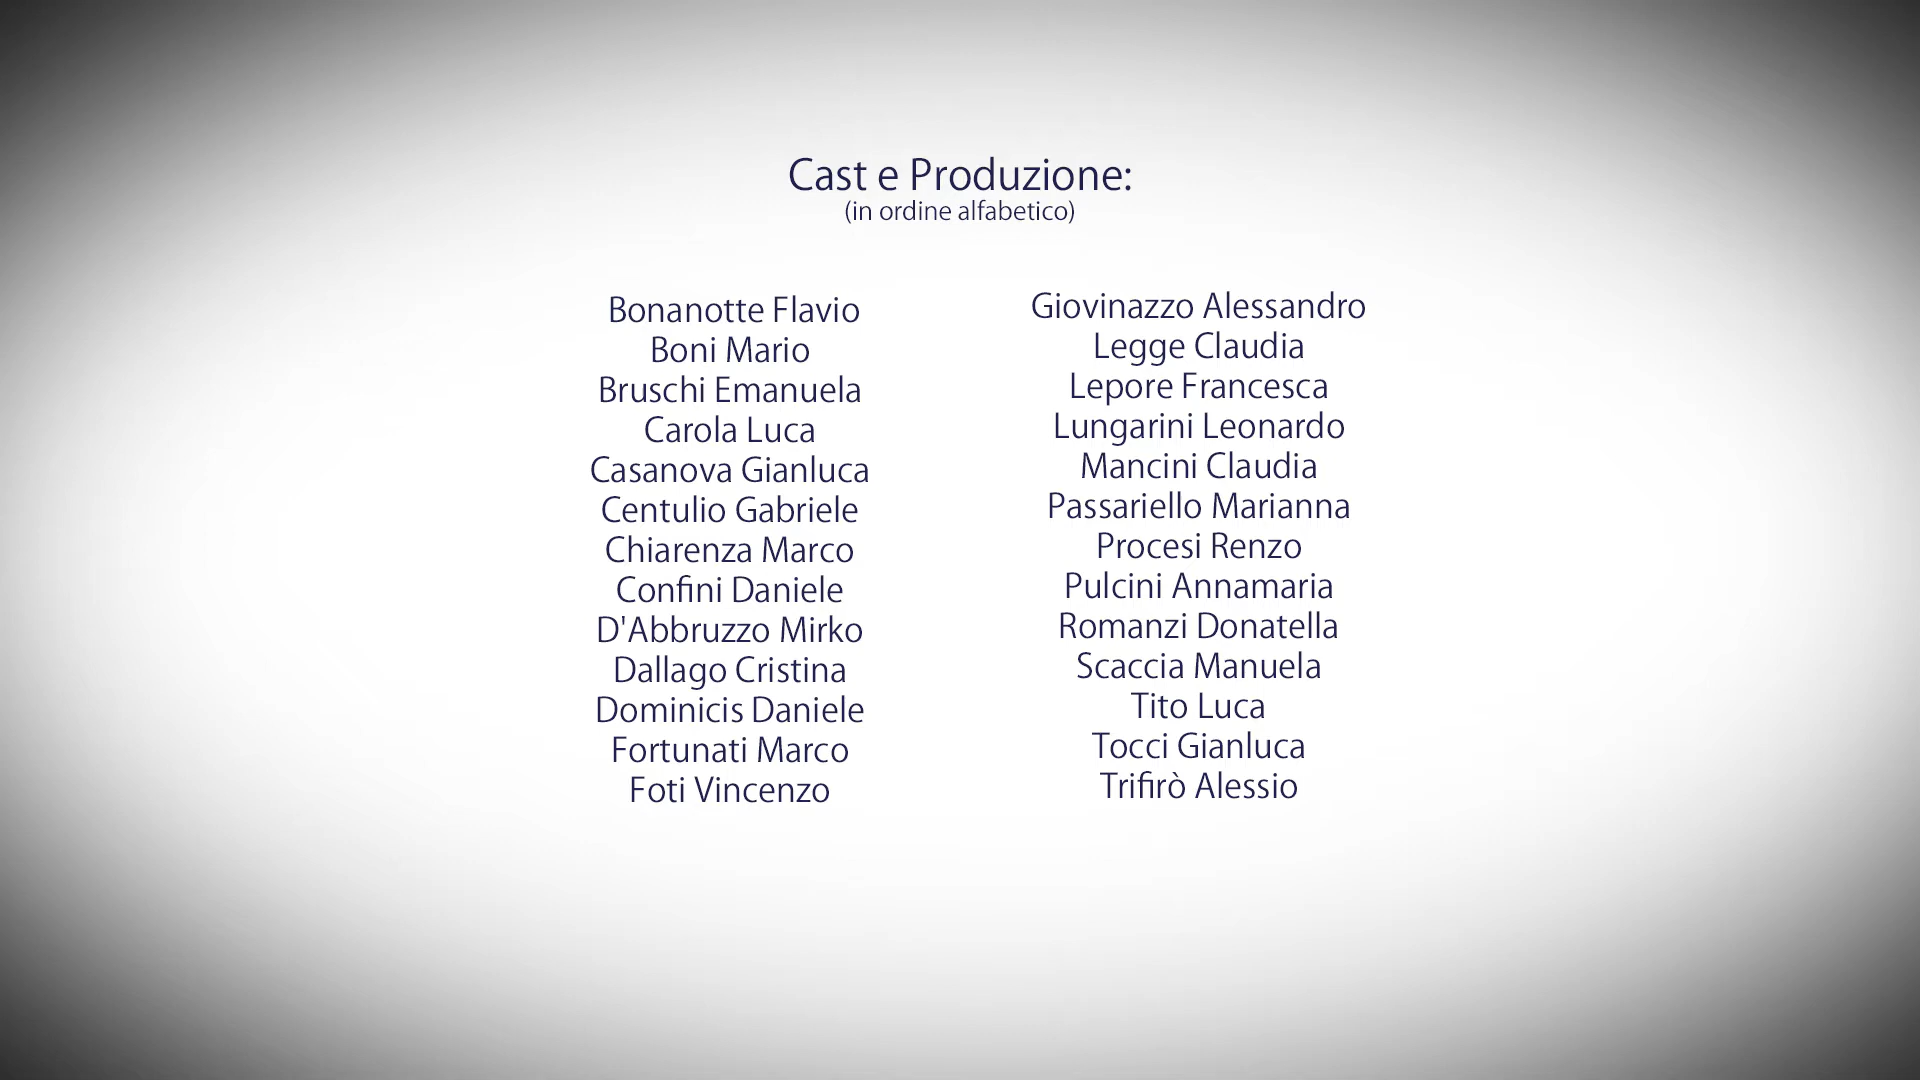 Cast e Produzione:
(in ordine alfabetico)
Bonanotte Flavio
Boni Mario
Bruschi Emanuela
Carola Luca
Casanova Gianluca
Centulio Gabriele
Chiarenza Marco
Confini Daniele
D'Abbruzzo Mirko
Dallago Cristina
Dominicis Daniele
Fortunati Marco
Foti Vincenzo
Giovinazzo Alessandro
Legge Claudia
Lepore Francesca
Lungarini Leonardo
Mancini Claudia
Passariello Marianna
Procesi Renzo
Pulcini Annamaria
Romanzi Donatella
Scaccia Manuela
Tito Luca
Tocci Gianluca
Trifirò Alessio